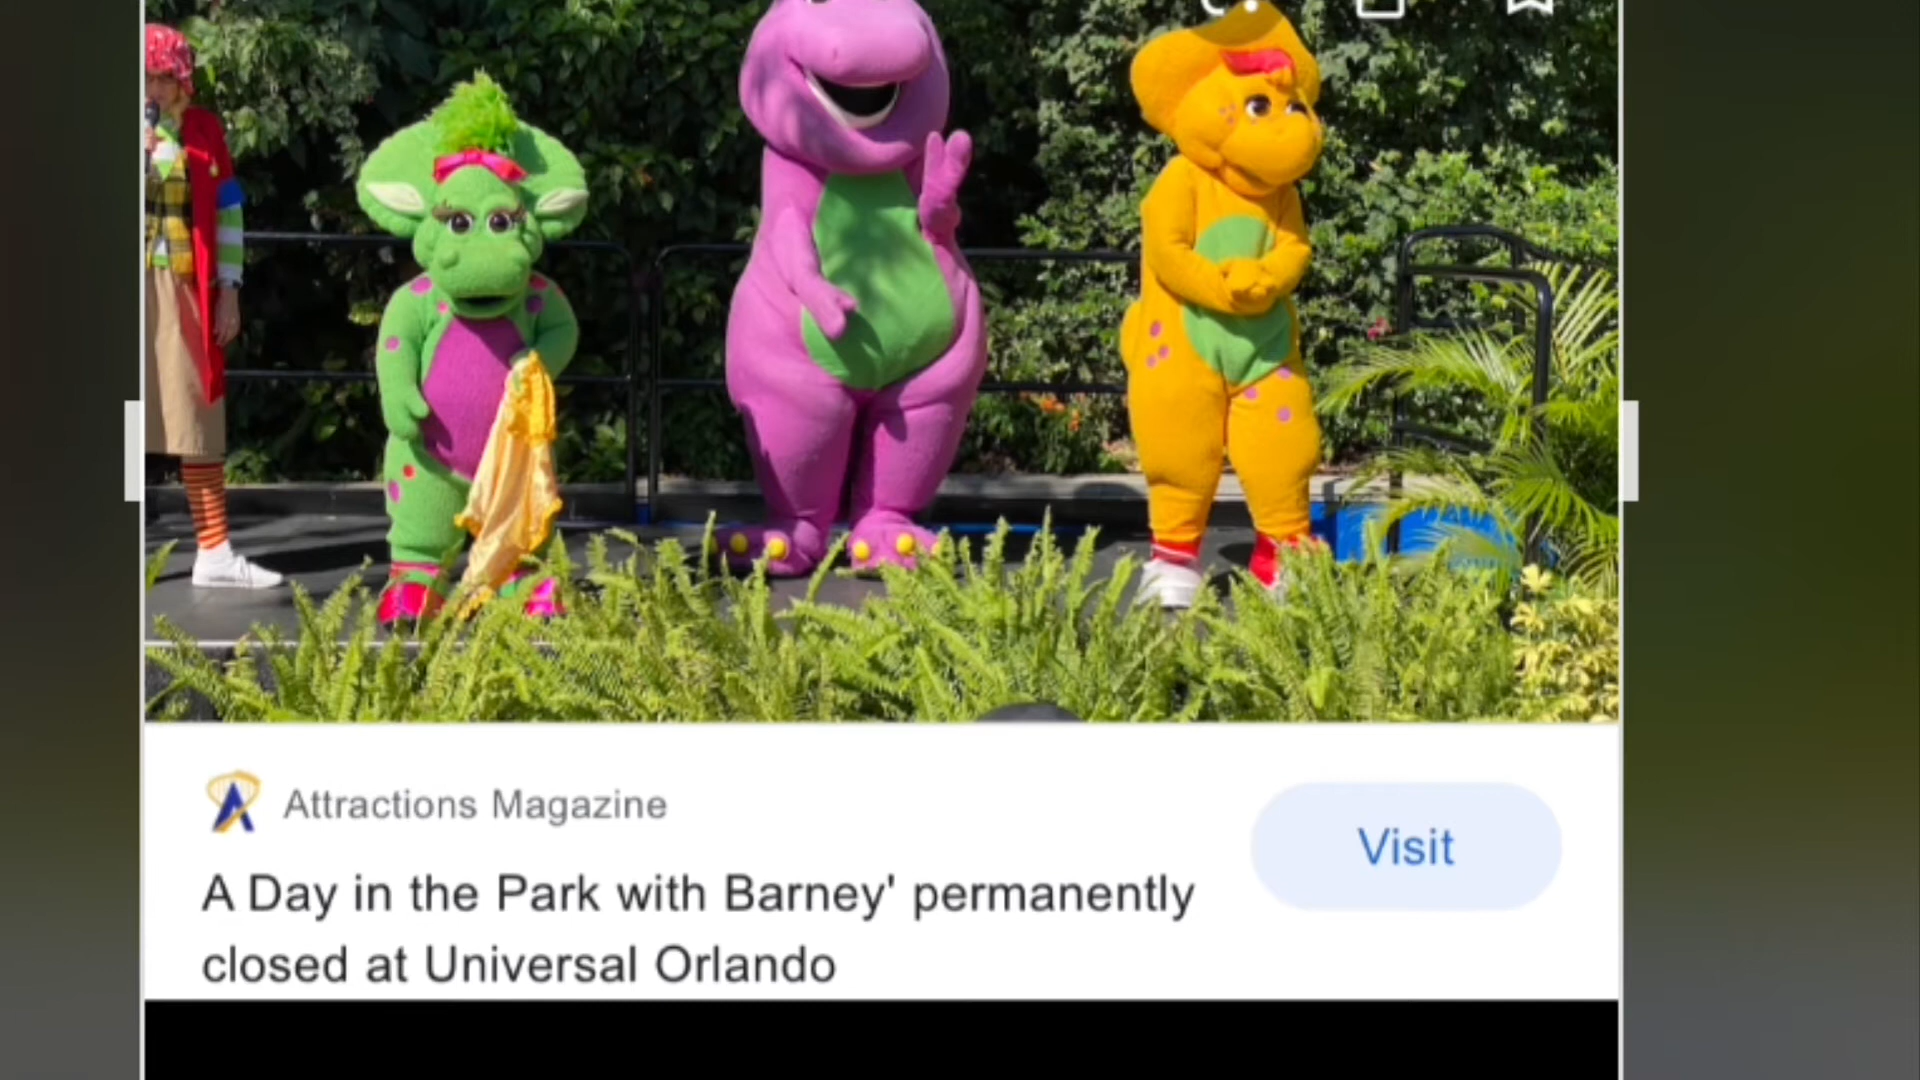 Attractions Magazine
Visit
A Day in the Park with Barney' permanently
closed at Universal Orlando